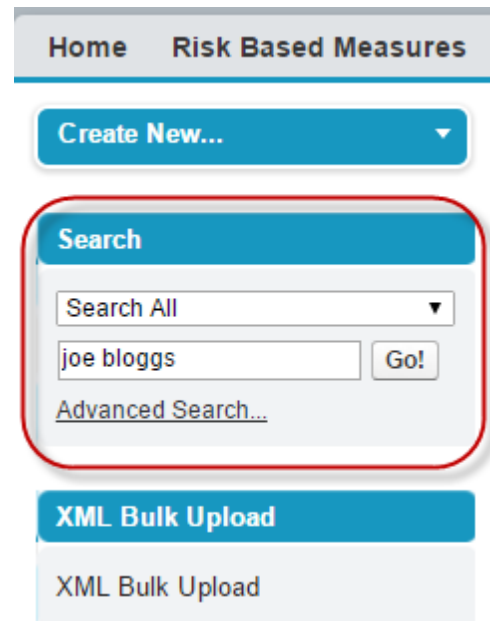 Home Risk Based Measures
Create New...
Search
Search All
joe bloggs Go!
Advanced Search...
XML Bulk Upload
XML Bulk Upload